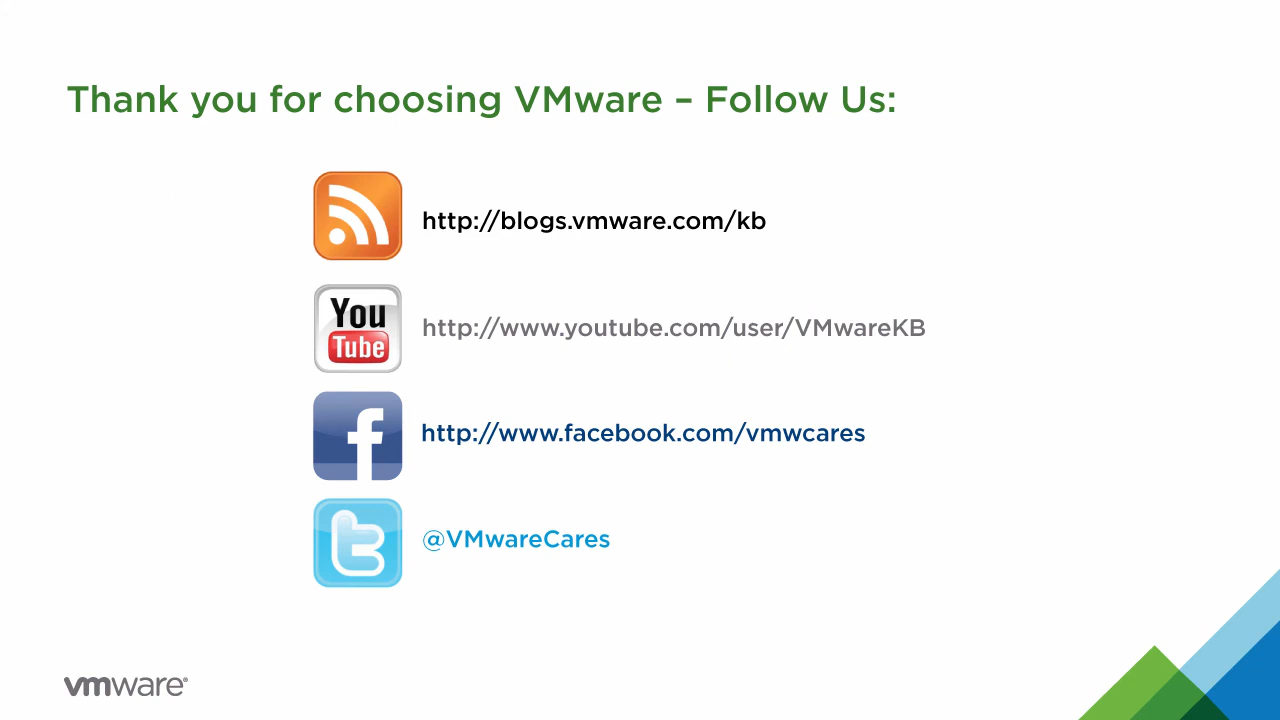 Thank you for choosing VMware – Follow Us:
http://blogs.vmware.com/kb
You
Tube
http://www.youtube.com/user/VMwareKB
f
http://www.facebook.com/vmwcares
t
@VMwareCares
vmware®